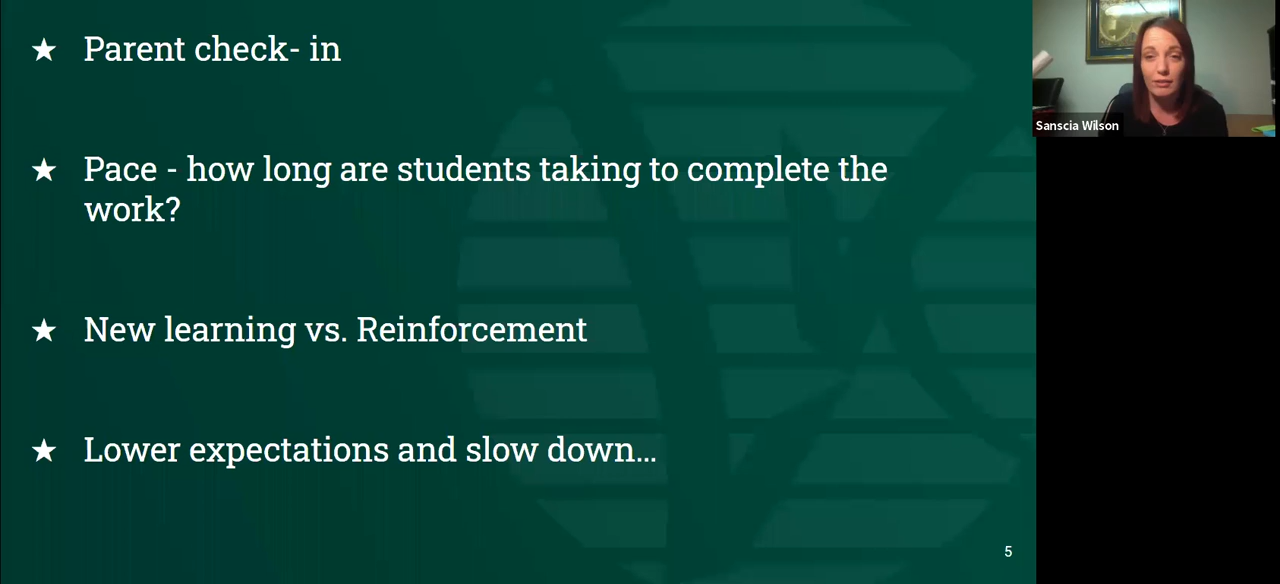 ★ Parent check- in
★ Pace - how long are students taking to complete the
work?
★ New learning vs. Reinforcement
★ Lower expectations and slow down...
5
Sanscia Wilson